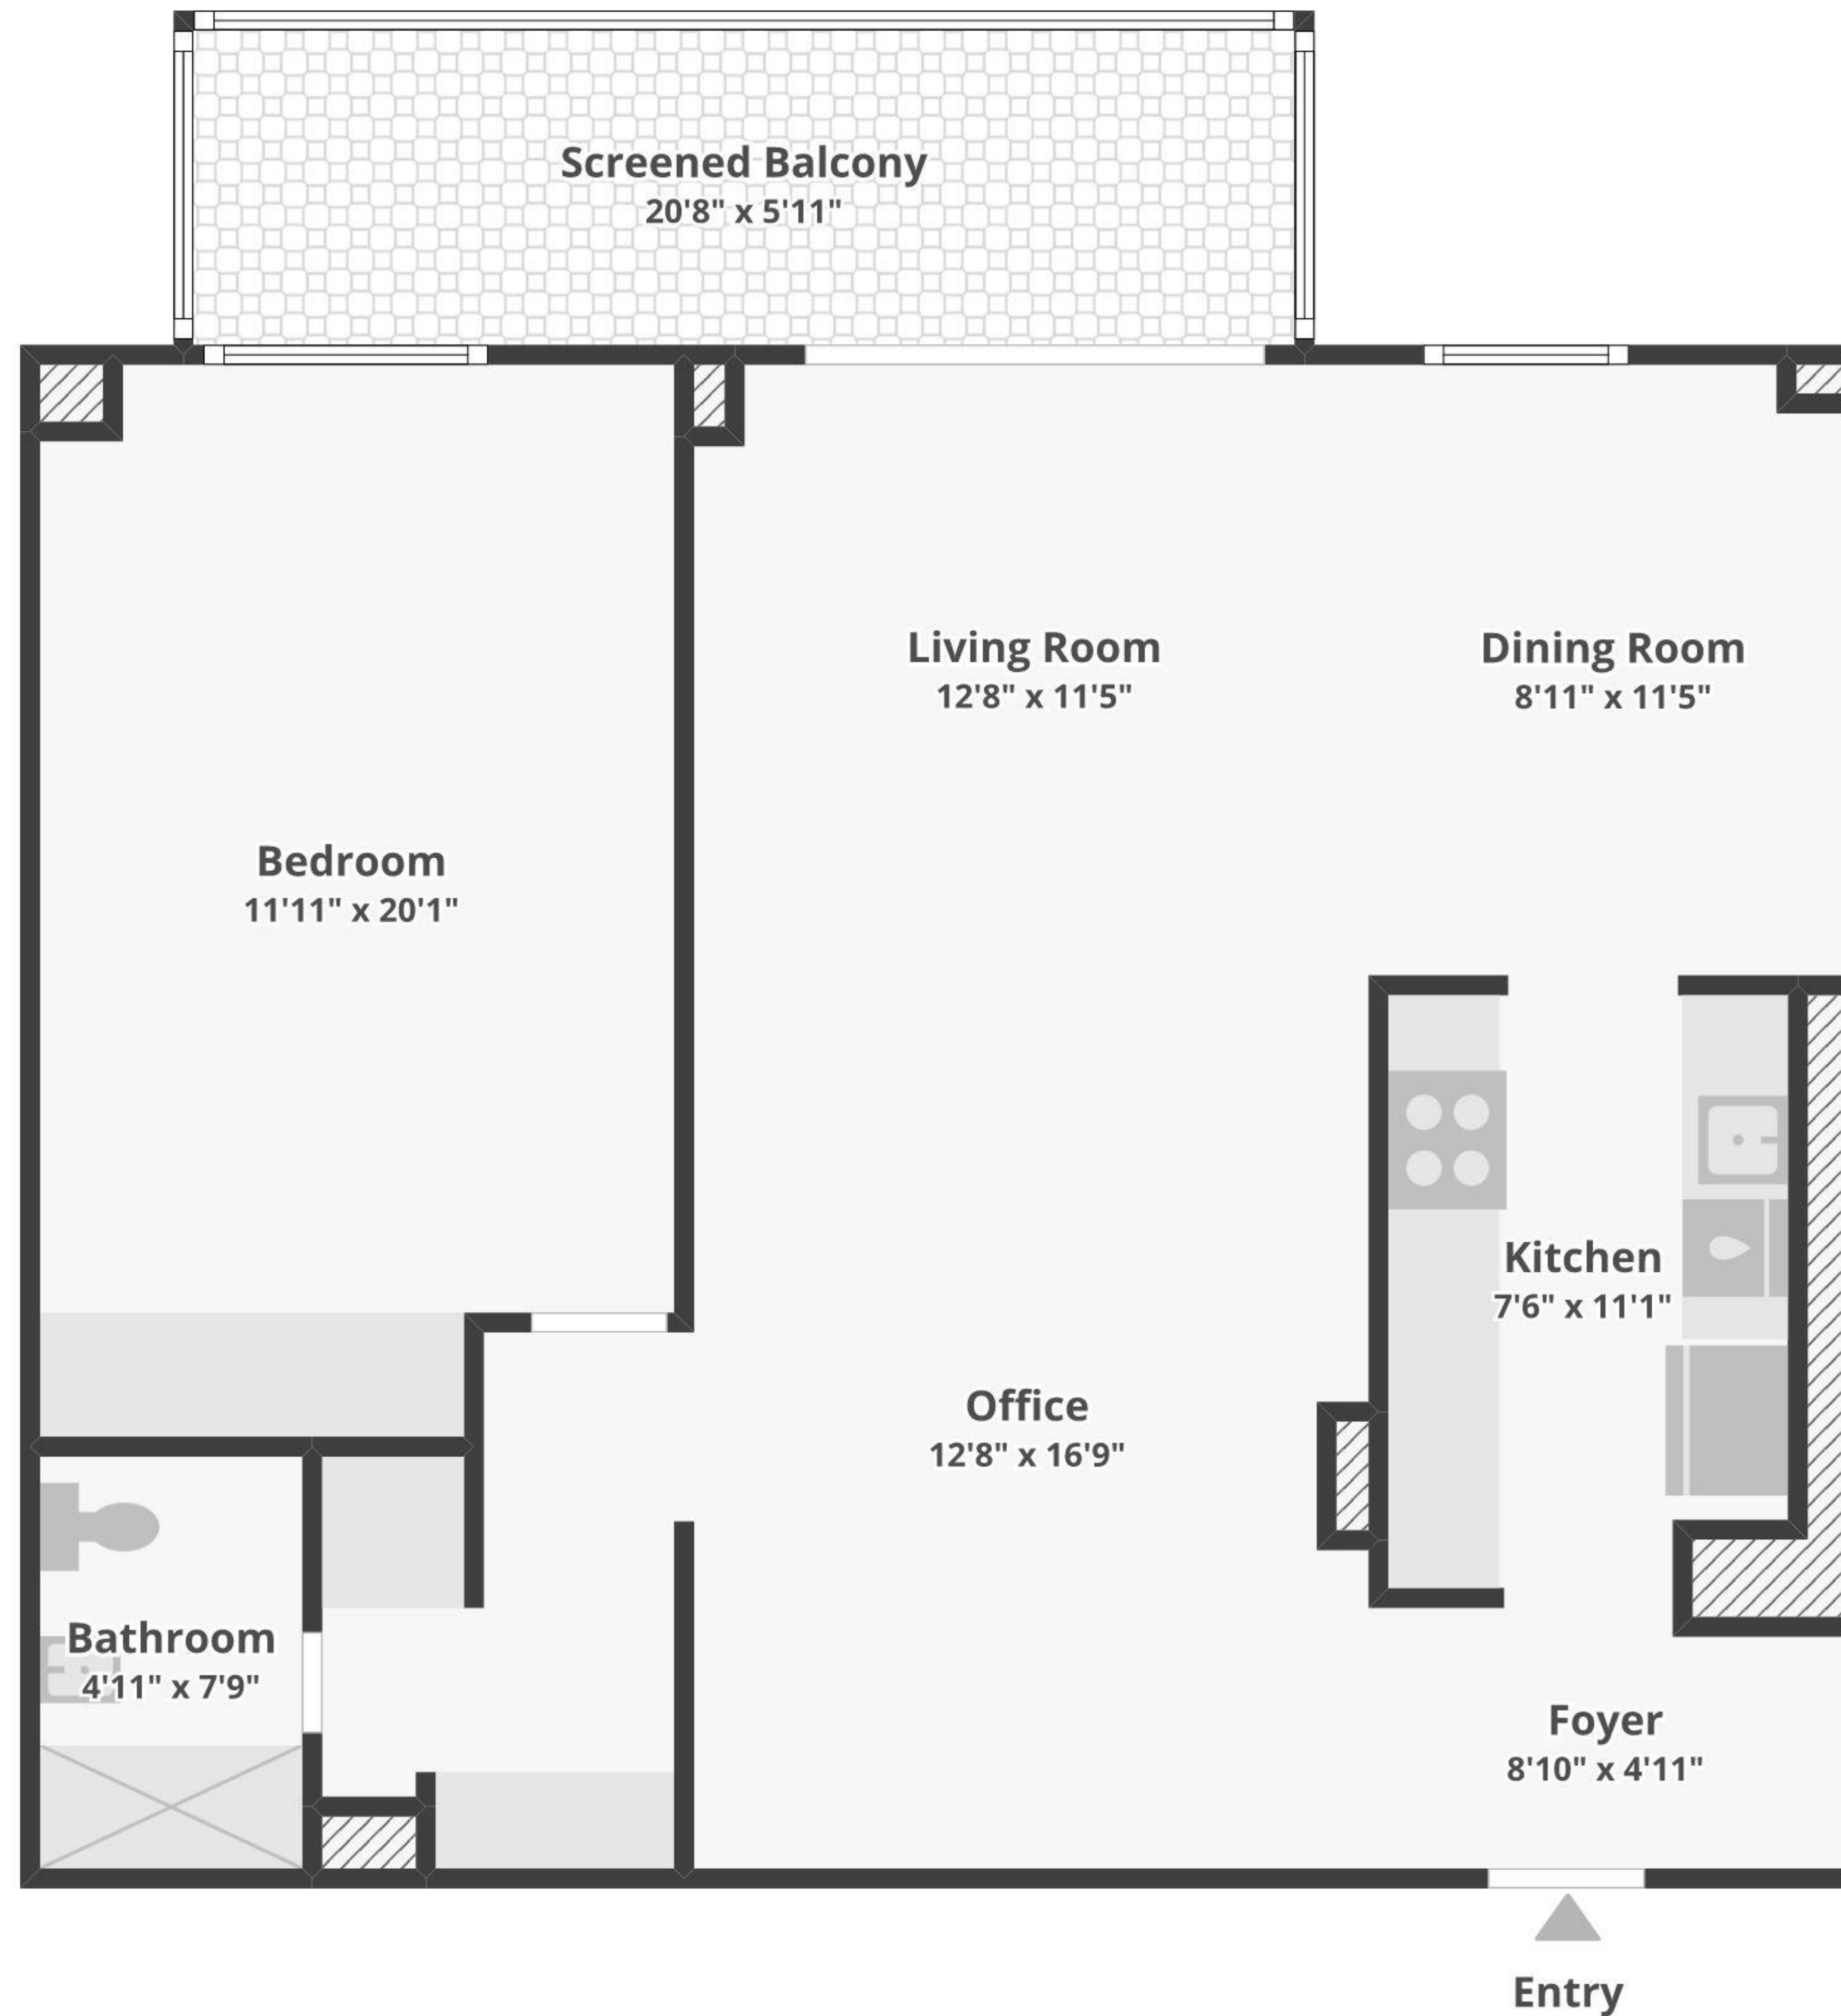 Screened Balcony
20'8" x 5'11"
Living Room
12'8" x 11'5"
Dining Room
8'11" x 11'5"
Bedroom
11'11" x 20'1"
Kitchen
7'6" x 11'1"
Office
12'8" x 16'9"
Bathroom
4'11" x 7'9"
Foyer
8'10" x 4'11"
Entry